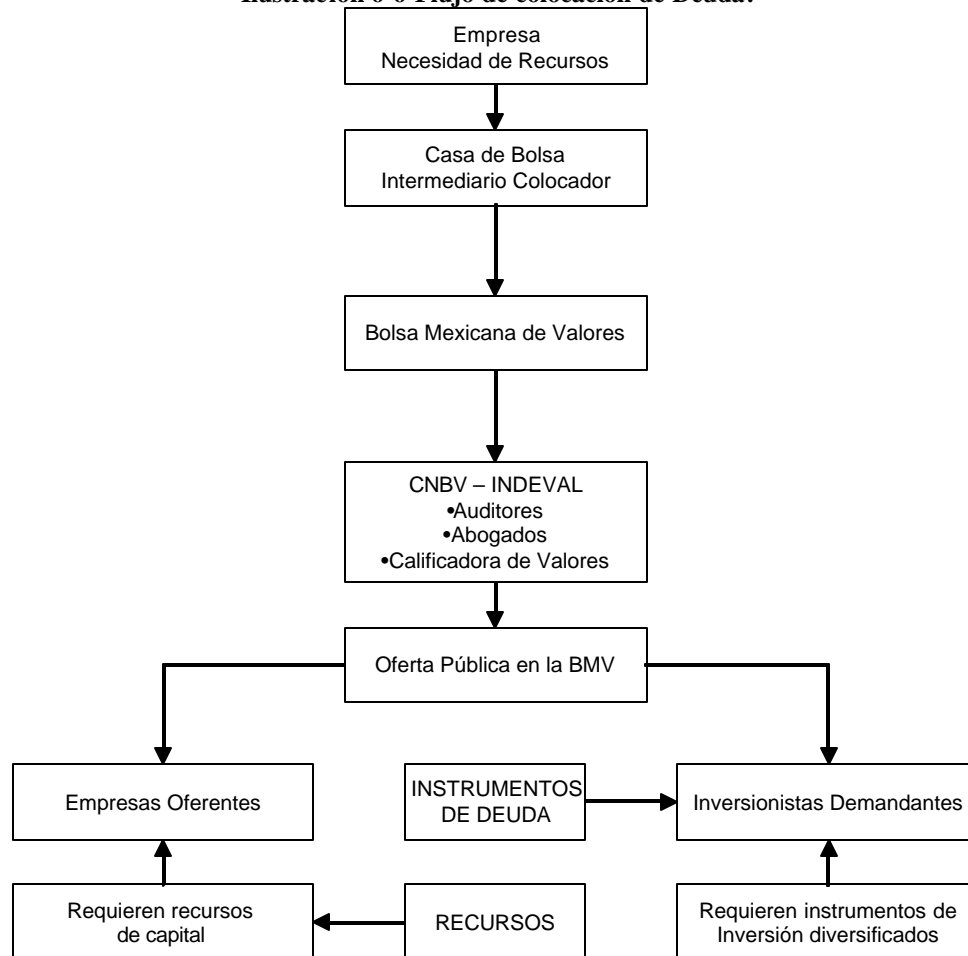 Ilustración 6-6 Flujo de colocación de Deuda.
Empresa
Necesidad de Recursos
Casa de Bolsa
Intermediario Colocador
Bolsa Mexicana de Valores
CNBV – INDEVAL
•Auditores
•Abogados
•Calificadora de Valores
Oferta Pública en la BMV
Empresas Oferentes
INSTRUMENTOS
DE DEUDA
Inversionistas Demandantes
Requieren recursos
de capital
RECURSOS
Requieren instrumentos de
Inversión diversificados